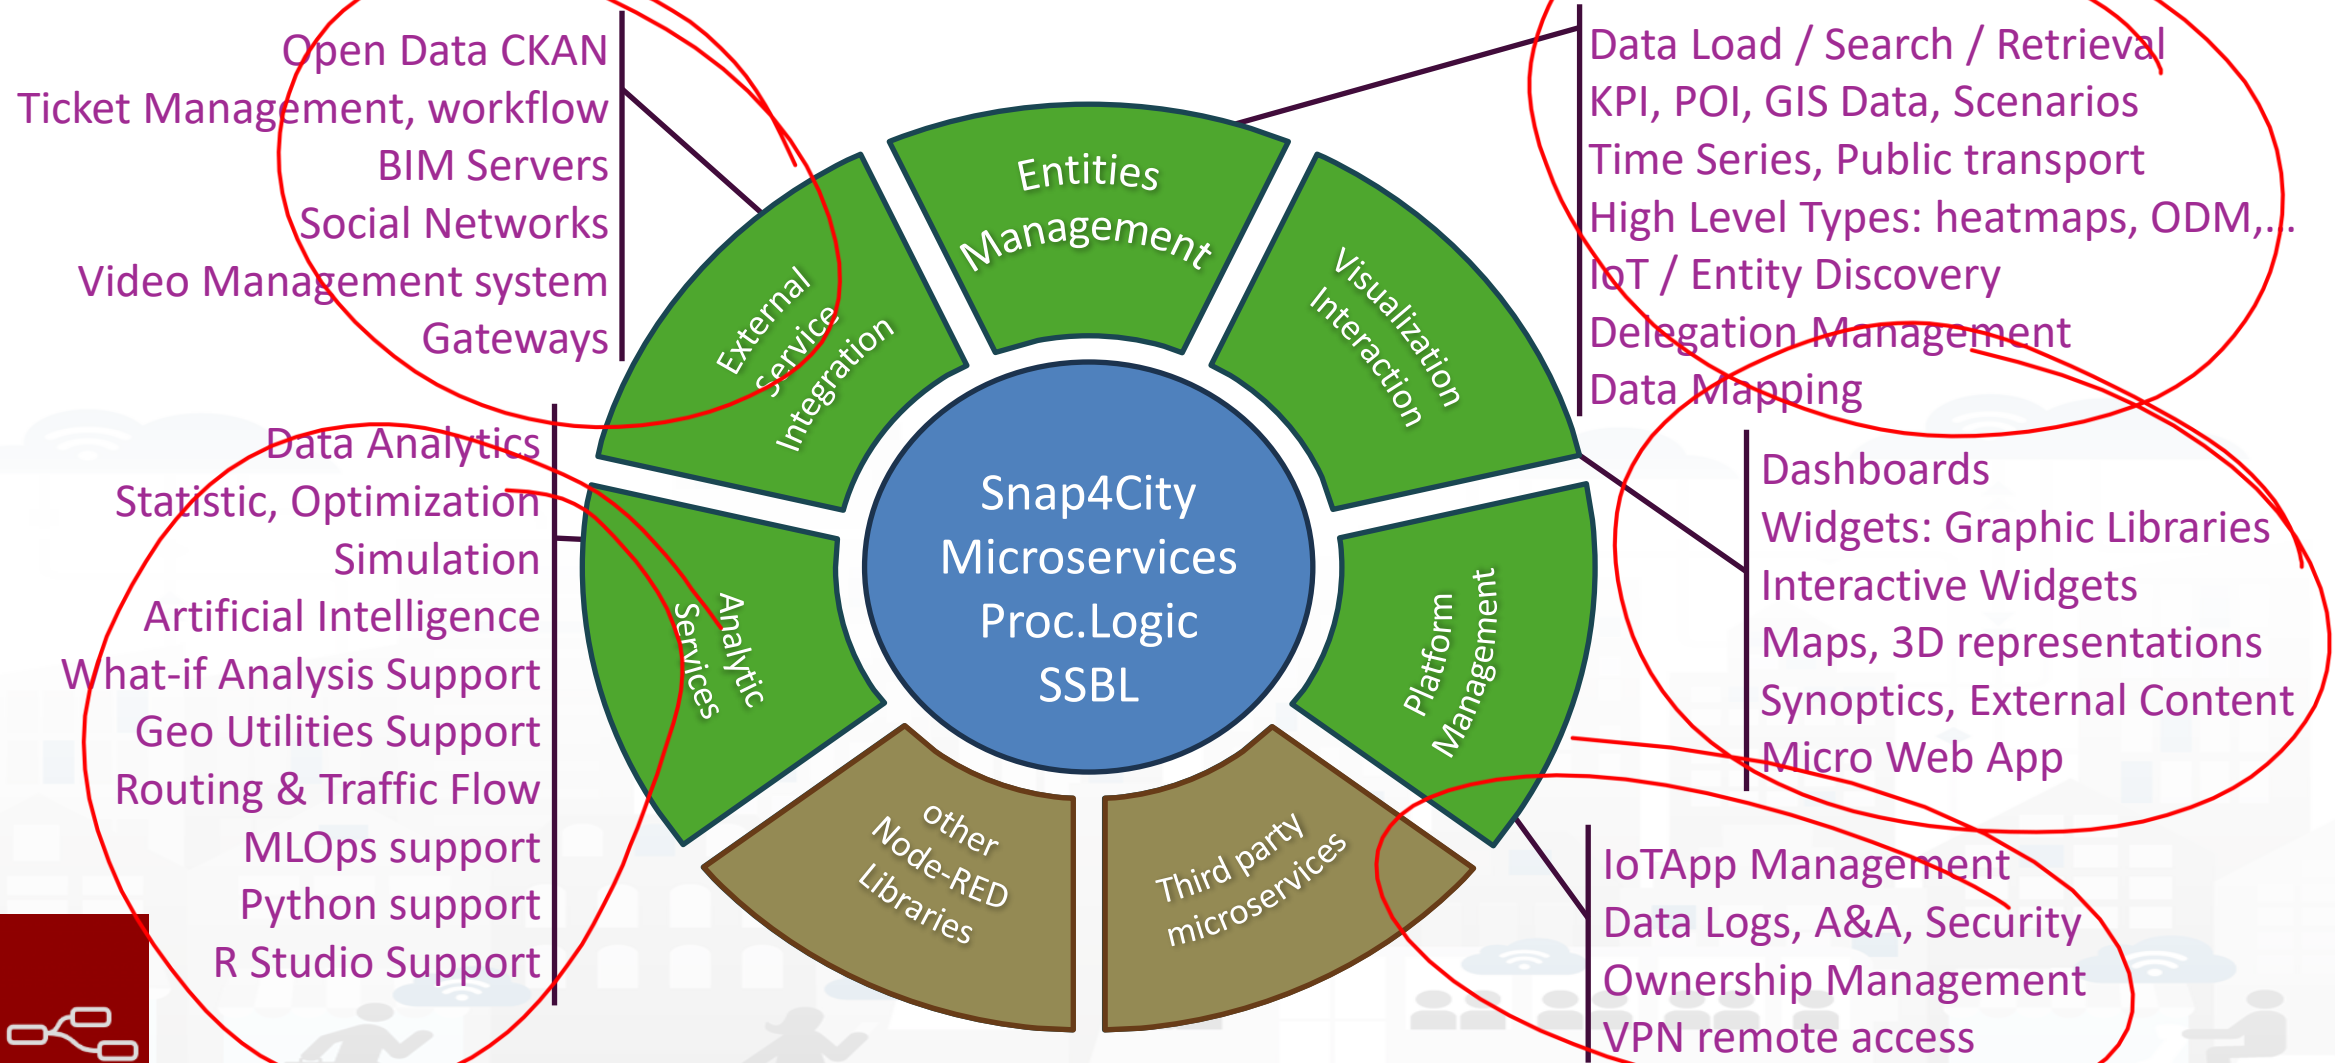 Open Data CKAN
Ticket Management, workflow
BIM Servers
Social Networks
Video Management system
Gateways
Data Analytics
Statistic, Optimization
Simulation
Artificial Intelligence
What-if Analysis Support
Geo Utilities Support
Routing & Traffic Flow
MLOps support
Python support
R Studio Support
External
Service
Integration
Entities
Management
Visualization
Interaction
Analytic
Services
Snap4City
Microservices
Proc.Logic
SSBL
Platform
Management
other
Node-RED
Libraries
Third party
microservices
Data Load / Search / Retrieval
KPI, POI, GIS Data, Scenarios
Time Series, Public transport
High Level Types: heatmaps, ODM,...
IoT / Entity Discovery
Delegation Management
Data Mapping
Dashboards
Widgets: Graphic Libraries
Interactive Widgets
Maps, 3D representations
Synoptics, External Content
Micro Web App
IoTApp Management
Data Logs, A&A, Security
Ownership Management
VPN remote access